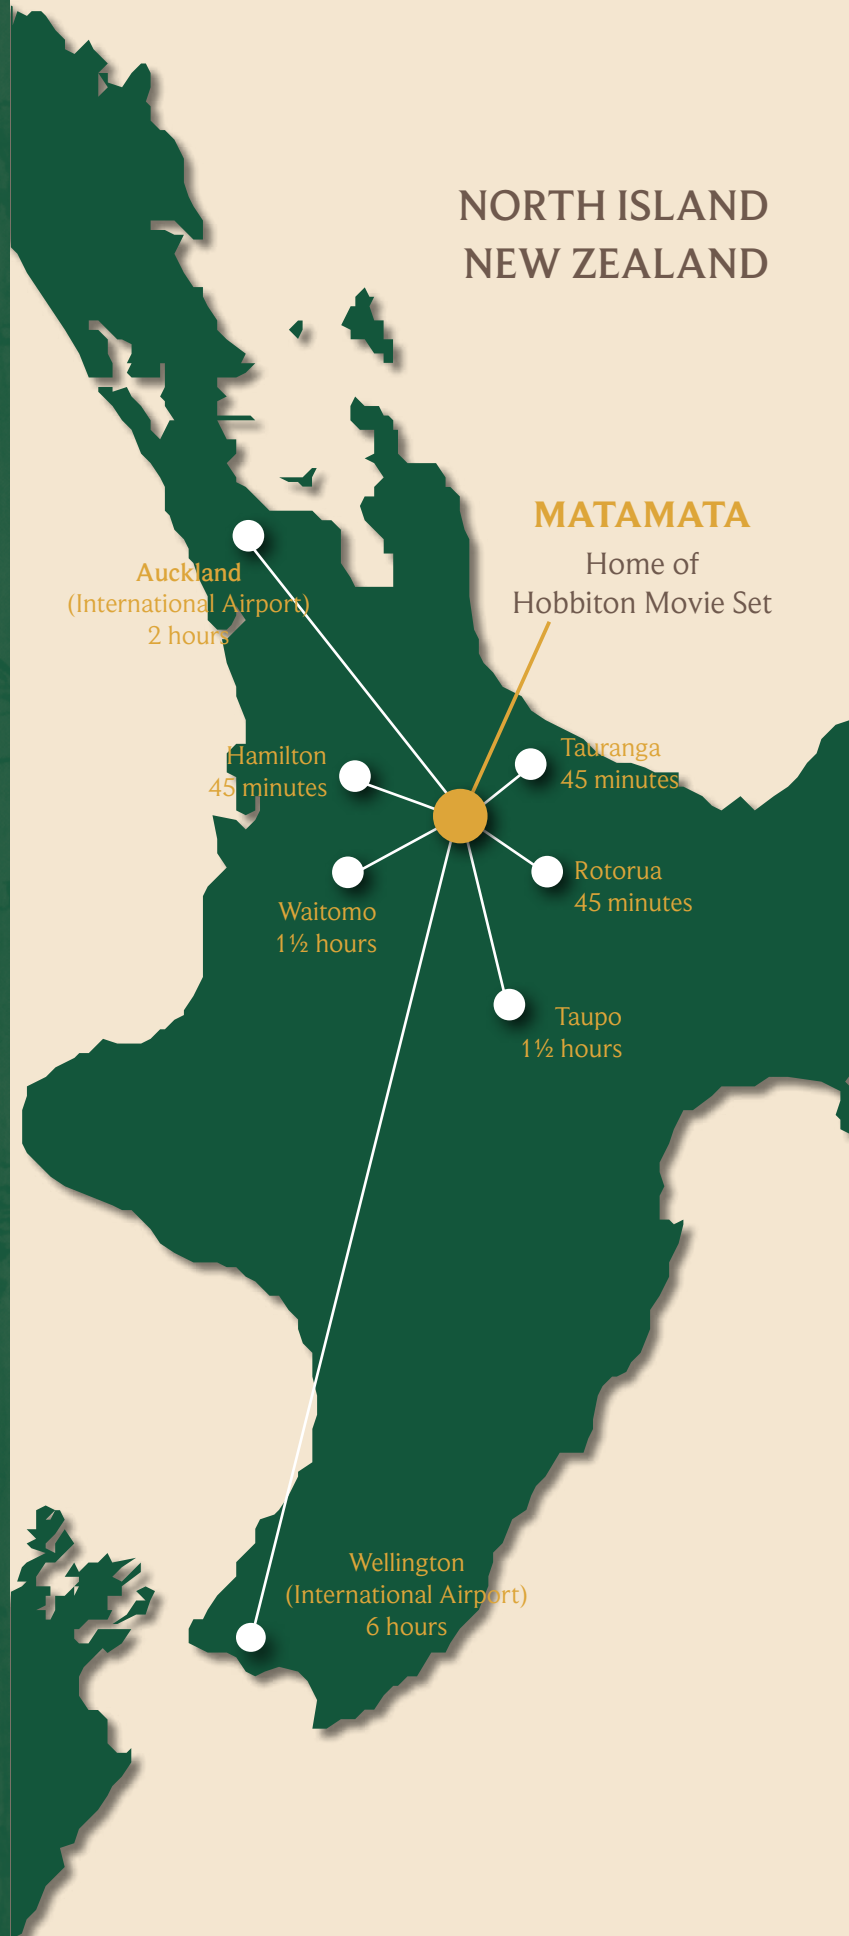 NORTH ISLAND
NEW ZEALAND
MATAMATA
Home of
Hobbiton Movie Set
Auckland
(International Airport)
2 hours
Hamilton
45 minutes
Tauranga
45 minutes
Waitomo
1½ hours
Rotorua
45 minutes
Taupo
1½ hours
Wellington
(International Airport)
6 hours